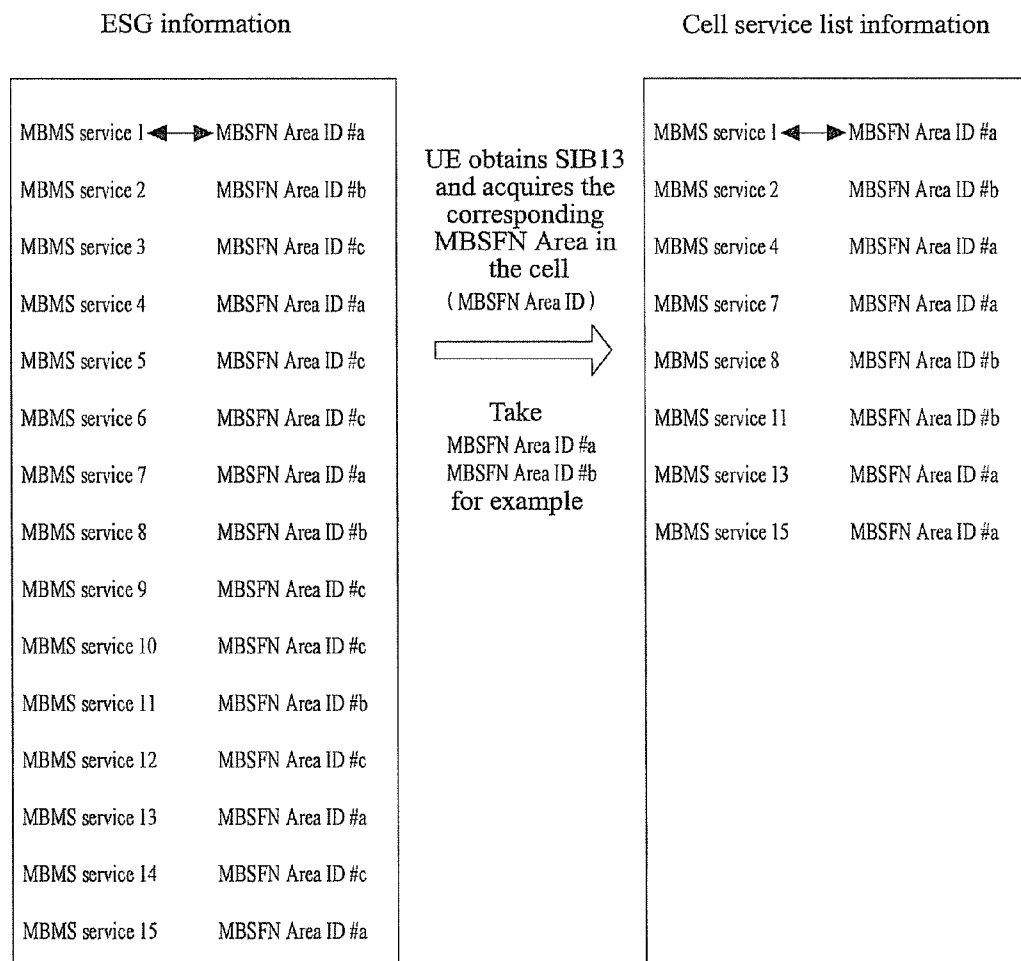 ESG information
MBMS service 1 MBSFN Area ID #a
MBMS service 2 MBSFN Area ID #b
MBMS service 3 MBSFN Area ID #c
MBMS service 4 MBSFN Area ID #a
MBMS service 5 MBSFN Area ID #c
MBMS service 6 MBSFN Area ID #c
MBMS service 7 MBSFN Area ID #a
MBMS service 8 MBSFN Area ID #b
MBMS service 9 MBSFN Area ID #c
MBMS service 10 MBSFN Area ID #c
MBMS service 11 MBSFN Area ID #b
MBMS service 12 MBSFN Area ID #c
MBMS service 13 MBSFN Area ID #a
MBMS service 14 MBSFN Area ID #c
MBMS service 15 MBSFN Area ID #a
UE obtains SIB13
and acquires the
corresponding
MBSFN Area in
the cell
(MBSFN Area ID)
Take
MBSFN Area ID #a
MBSFN Area ID #b
for example
Cell service list information
MBMS service 1 MBSFN Area ID #a
MBMS service 2 MBSFN Area ID #b
MBMS service 4 MBSFN Area ID #a
MBMS service 7 MBSFN Area ID #a
MBMS service 8 MBSFN Area ID #b
MBMS service 11 MBSFN Area ID #b
MBMS service 13 MBSFN Area ID #a
MBMS service 15 MBSFN Area ID #a